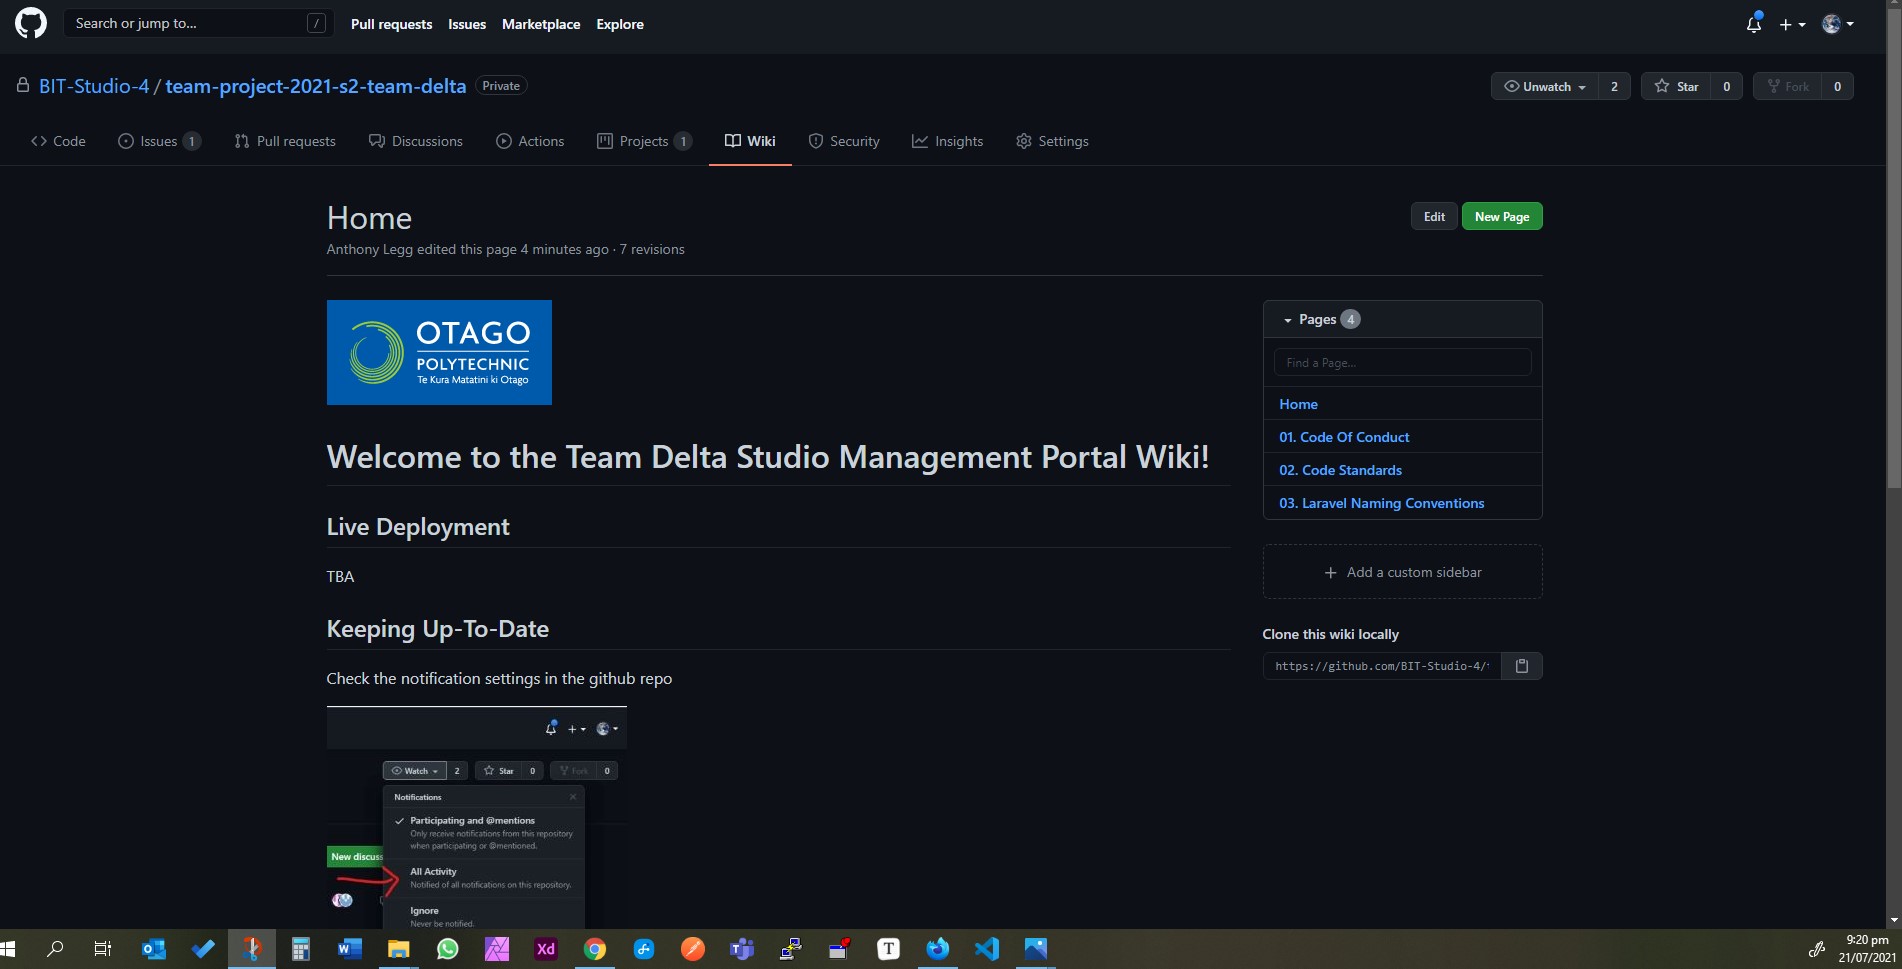 Search or jump to... /
Pull requests Issues Marketplace Explore
BIT-Studio-4 / team-project-2021-s2-team-delta Private
Unwatch 2 Star 0 Fork 0
Code Issues 1 Pull requests Discussions Actions Projects 1 Wiki Security Insights Settings
Home
Edit New Page
Anthony Legg edited this page 4 minutes ago · 7 revisions
OTAGO
POLYTECHNIC
Te Kura Matatini ki Otago
Welcome to the Team Delta Studio Management Portal Wiki!
Live Deployment
TBA
Keeping Up-To-Date
Check the notification settings in the github repo
Watch 2 Star 0 Fork 0
Notifications
Participating and @mentions
Only receive notifications from this repository
when participating or @mentioned.
New discuss
All Activity
Notified of all notifications on this repository.
Ignore
Never be notified.
Pages 4
Find a Page...
Home
01. Code Of Conduct
02. Code Standards
03. Laravel Naming Conventions
Add a custom sidebar
Clone this wiki locally
https://github.com/BIT-Studio-4/
Xd
T
9:20 pm
21/07/2021